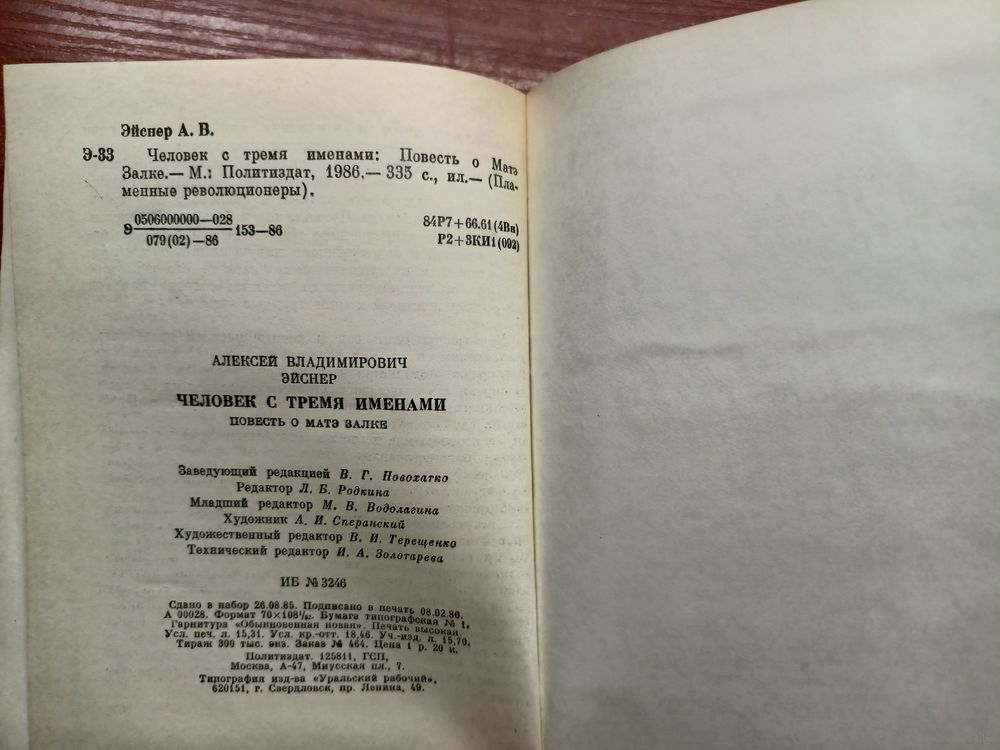 Эйснер А. В.
Э-33 Человек с тремя именами: Повесть о Матэ
Залке.— М.: Политиздат, 1986.— 335 с., ил.— (Пла-
менные революционеры).
Э 0506000000—028 153—86
079(02)—86
84Р7+66.61(4Вн)
Р2+3КИ1(092)
АЛЕКСЕЙ ВЛАДИМИРОВИЧ
ЭЙСНЕР
ЧЕЛОВЕК С ТРЕМЯ ИМЕНАМИ
ПОВЕСТЬ О МАТЭ ЗАЛКЕ
Заведующий редакцией В. Г. Новохатко
Редактор Л. Б. Родкина
Младший редактор М. В. Водолагина
Художник А. И. Сперанский
Художественный редактор В. И. Терещенко
Технический редактор И. А. Золотарева
ИБ № 3246
Сдано в набор 26.08.85. Подписано в печать 08.02.86.
А 00028. Формат 70×108¹/₃₂. Бумага типографская № 1.
Гарнитура «Обыкновенная новая». Печать высокая.
Усл. печ. л. 15,31. Усл. кр.-отт. 18,46. Уч.-изд. л. 15,70.
Тираж 300 тыс. экз. Заказ № 464. Цена 1 р. 20 к.
Политиздат. 125811, ГСП,
Москва, А-47, Миусская пл., 7.
Типография изд-ва «Уральский рабочий»,
620151, г. Свердловск, пр. Ленина, 49.